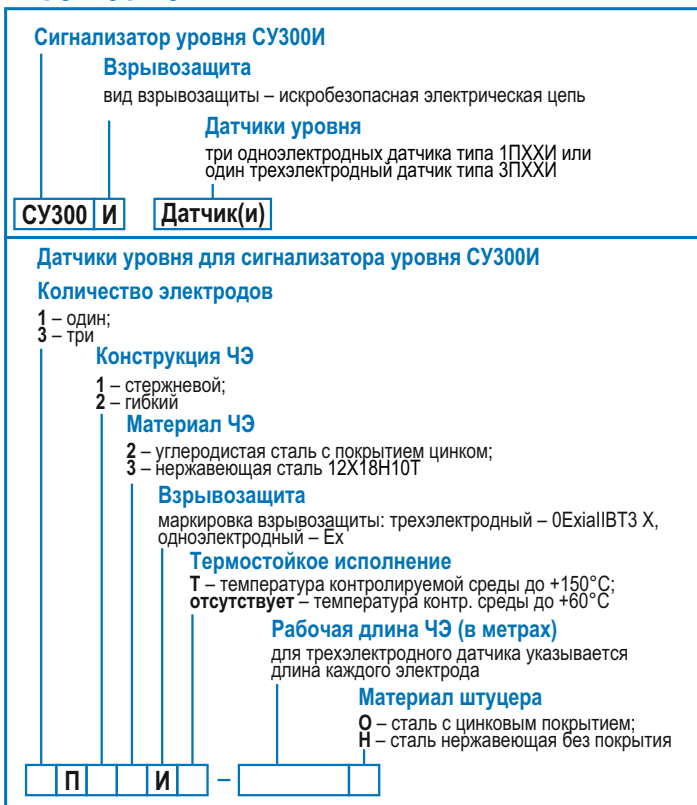 Сигнализатор уровня СУ300И
Взрывозащита
вид взрывозащиты – искробезопасная электрическая цепь
Датчики уровня
три одноэлектродных датчика типа 1ПХХИ или
один трехэлектродный датчик типа 3ПХХИ
СУ300 И Датчик(и)
Датчики уровня для сигнализатора уровня СУ300И
Количество электродов
1 – один;
3 – три
Конструкция ЧЭ
1 – стержневой;
2 – гибкий
Материал ЧЭ
2 – углеродистая сталь с покрытием цинком;
3 – нержавеющая сталь 12Х18Н10Т
Взрывозащита
маркировка взрывозащиты: трехэлектродный – 0ExiaIIBT3 X,
одноэлектродный – Ex
Термостойкое исполнение
Т – температура контролируемой среды до +150°С;
отсутствует – температура контр. среды до +60°С
Рабочая длина ЧЭ (в метрах)
для трехэлектродного датчика указывается
длина каждого электрода
Материал штуцера
О – сталь с цинковым покрытием;
Н – сталь нержавеющая без покрытия
П И –